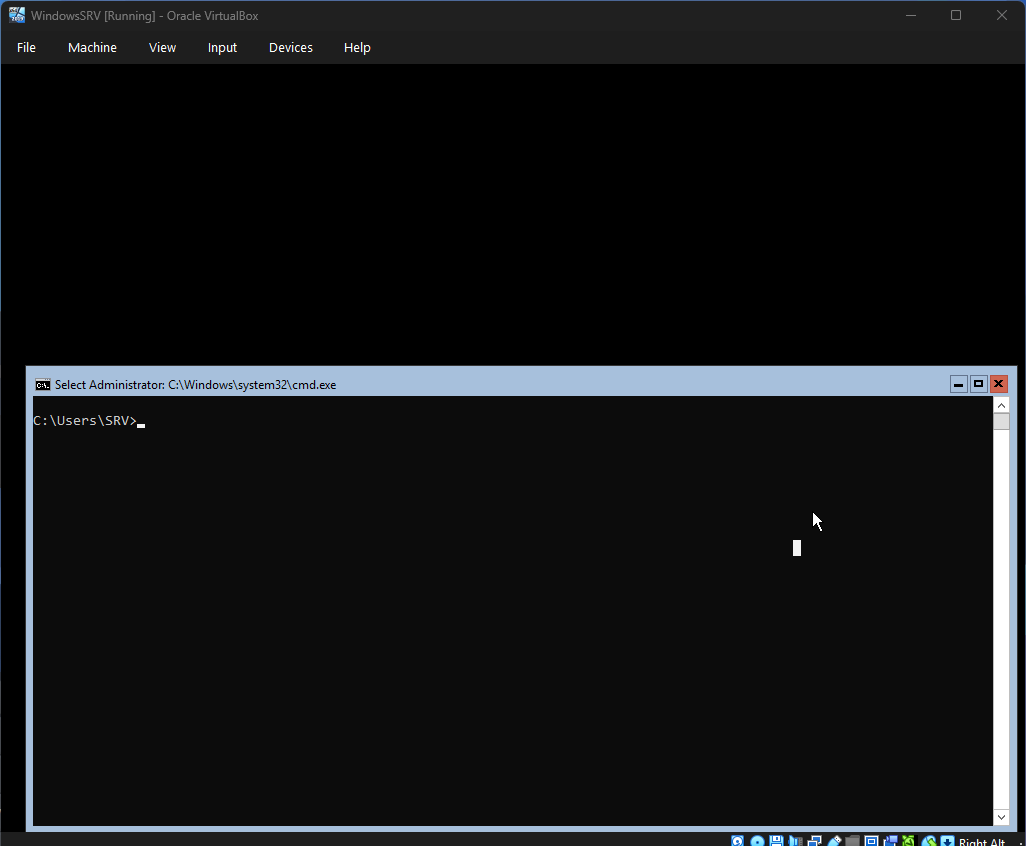 WindowsSRV [Running] - Oracle VirtualBox
File Machine View Input Devices Help
Select Administrator: C:\Windows\system32\cmd.exe
C:\Users\SRV>
Right Alt